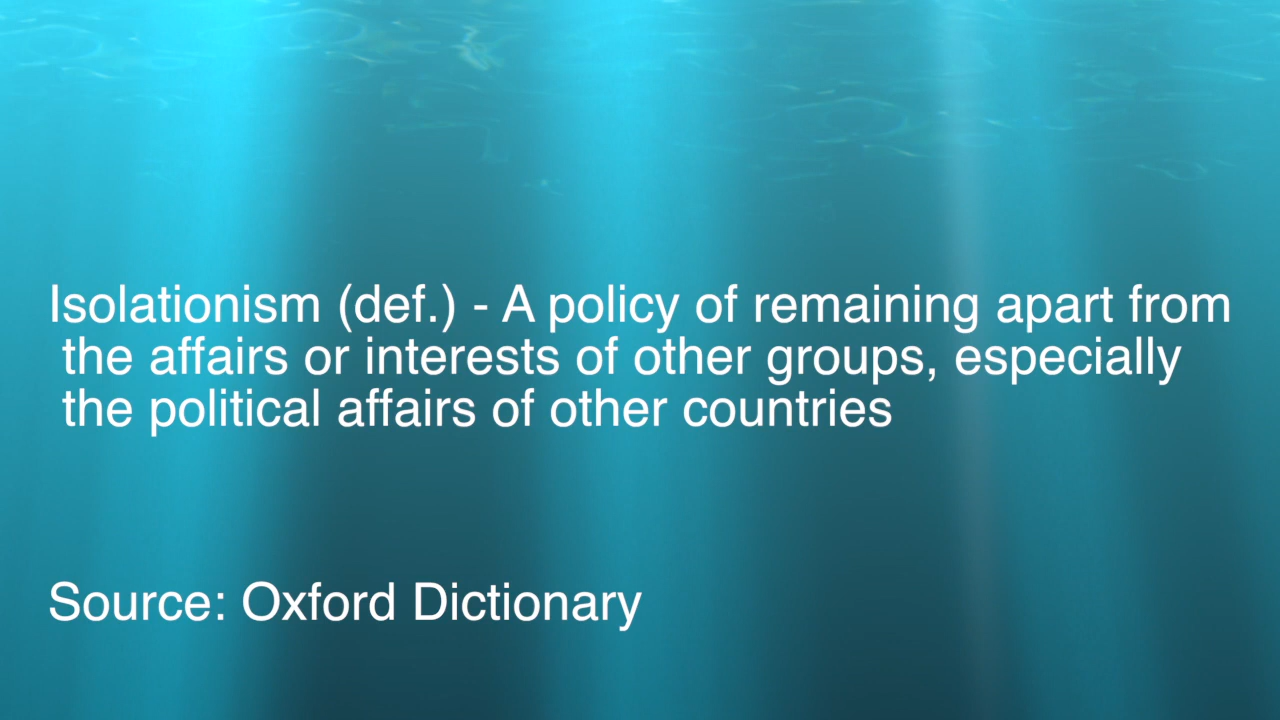 Isolationism (def.) - A policy of remaining apart from
the affairs or interests of other groups, especially
the political affairs of other countries
Source: Oxford Dictionary